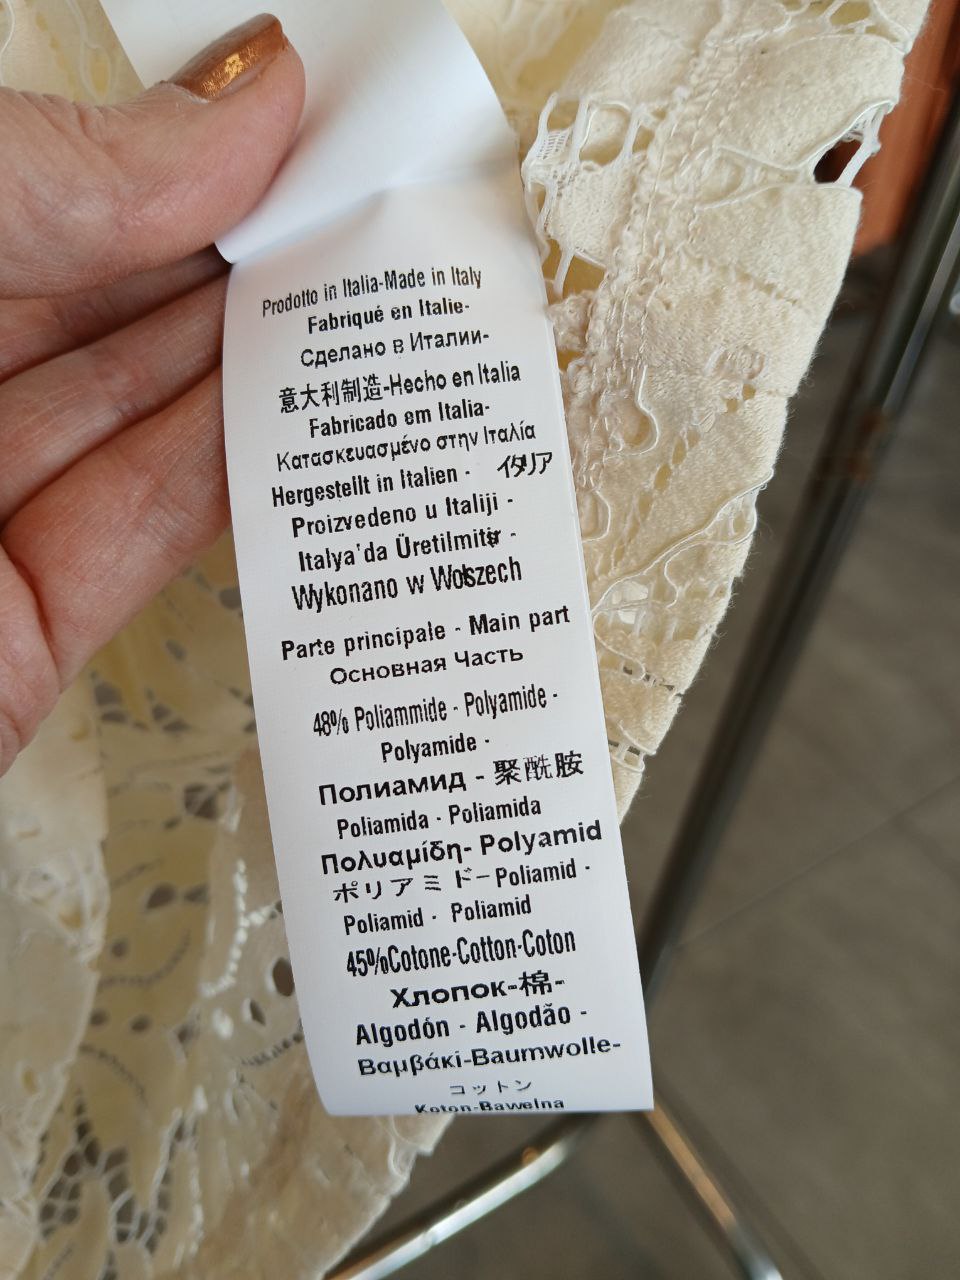 Prodotto in Italia-Made in Italy
Fabriqué en Italie-
Сделано в Италии-
意大利制造-Hecho en Italia
Fabricado em Italia-
Κατασκευασμένο στην Ιταλία
Hergestellt in Italien - イタリア
Proizvedeno u Italiji -
Italya'da Üretilmiştir -
Wykonano w Wołszech
Parte principale - Main part
Основная Часть
48% Poliammide - Polyamide -
Polyamide -
Полиамид - 聚酰胺
Poliamida - Poliamida
Πολυαμίδη- Polyamid
ポリアミド-Poliamid -
Poliamid - Poliamid
45%Cotone-Cotton-Coton
Хлопок-棉-
Algodón - Algodão -
Βαμβάκι-Baumwolle-
コットン
Koton-Bawełna